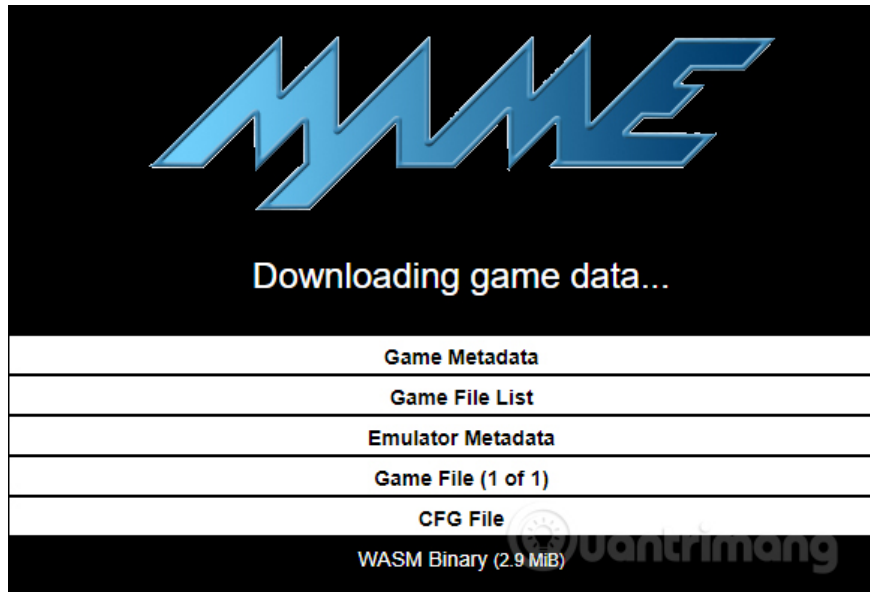 MAME
Downloading game data...
Game Metadata
Game File List
Emulator Metadata
Game File (1 of 1)
CFG File
WASM Binary (2.9 MiB)
Quantrimang